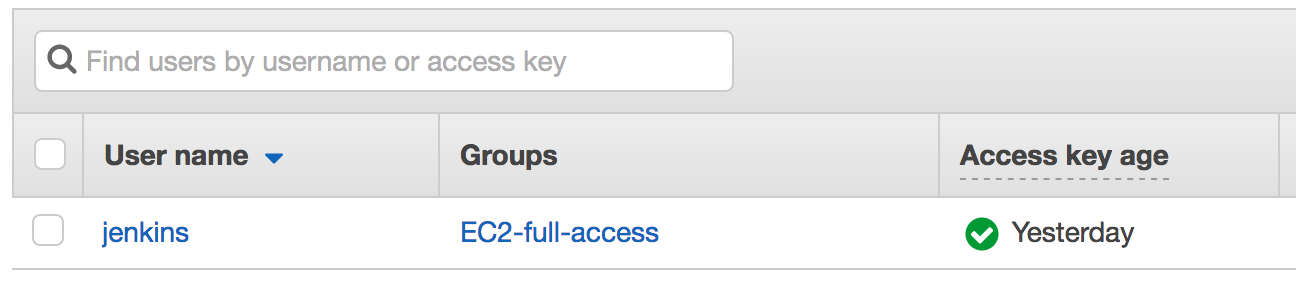 Find users by username or access key
User name Groups Access key age
jenkins EC2-full-access Yesterday